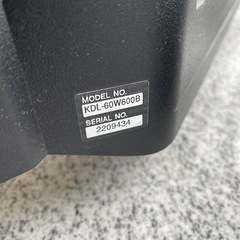 MODEL NO.
KDL-60W600B
SERIAL NO.
2209434